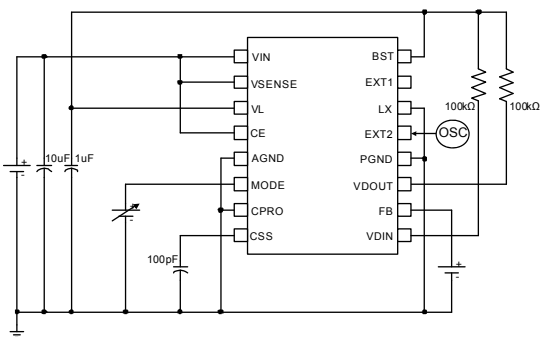 VIN
BST
VSENSE
EXT1
100kΩ
100kΩ
VL
LX
CE
EXT2
OSC
+
-
10uF
1uF
AGND
PGND
MODE
VDOUT
+
-
CPRO
FB
CSS
VDIN
100pF
+
-